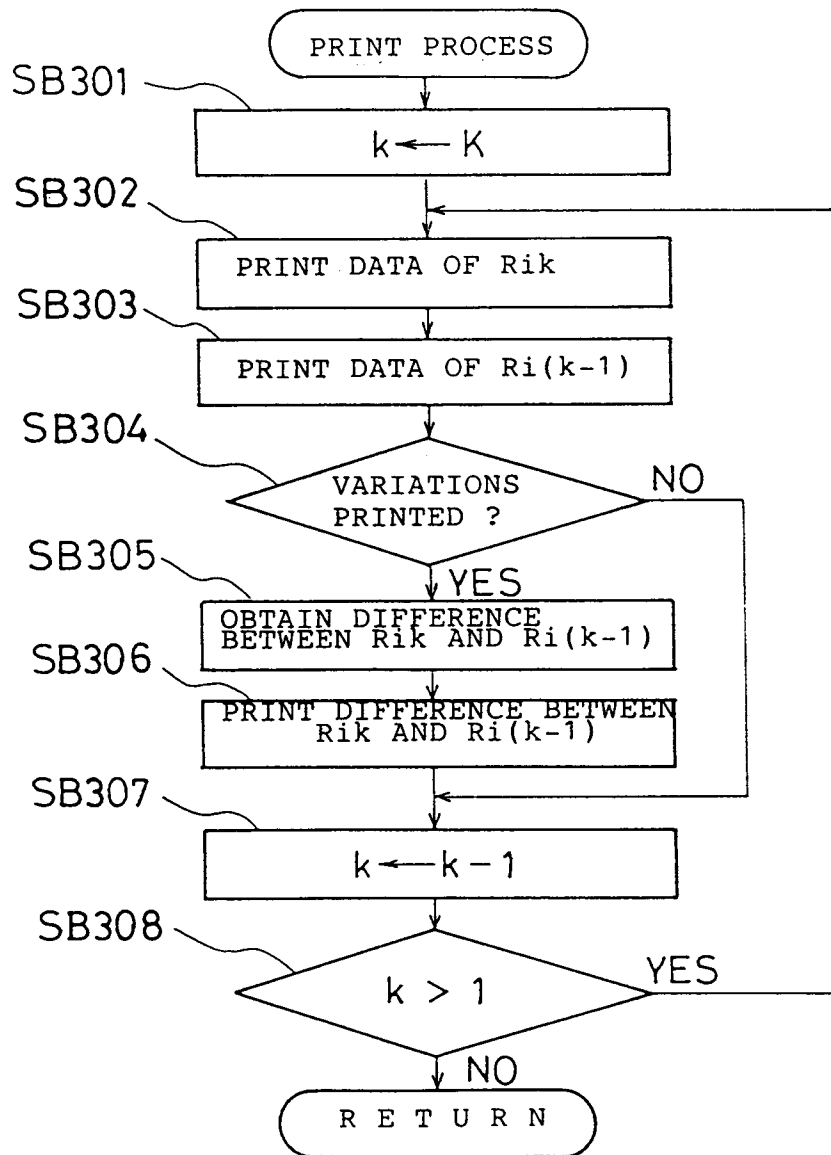 PRINT PROCESS
SB301
k ← K
SB302
PRINT DATA OF Rik
SB303
PRINT DATA OF Ri(k-1)
SB304
VARIATIONS
PRINTED ?
NO
SB305
YES
OBTAIN DIFFERENCE
BETWEEN Rik AND Ri(k-1)
SB306
PRINT DIFFERENCE BETWEEN
Rik AND Ri(k-1)
SB307
k ← k - 1
SB308
k > 1
YES
NO
R E T U R N